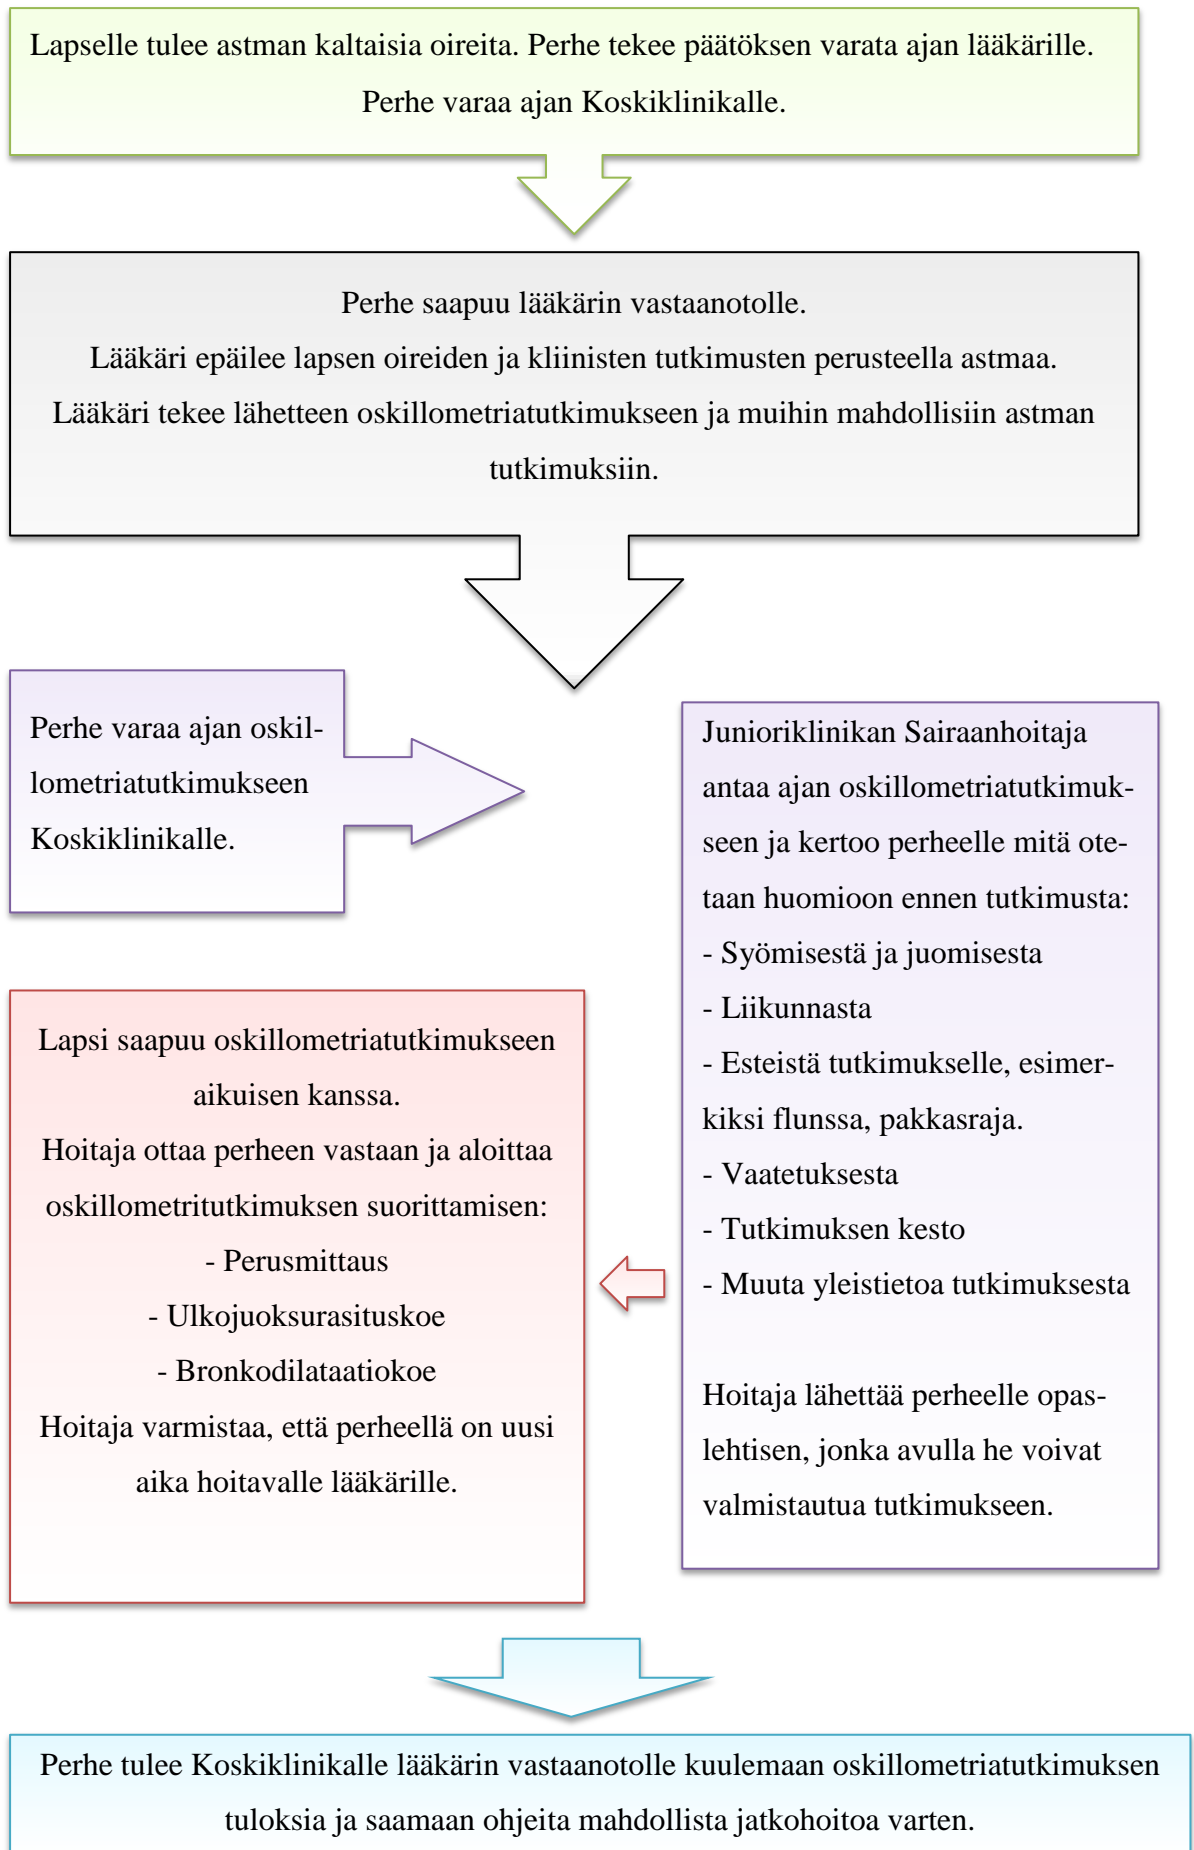 Lapselle tulee astman kaltaisia oireita. Perhe tekee päätöksen varata ajan lääkärille.
Perhe varaa ajan Koskiklinikalle.
Perhe saapuu lääkärin vastaanotolle.
Lääkäri epäilee lapsen oireiden ja kliinisten tutkimusten perusteella astmaa.
Lääkäri tekee lähetteen oskillometriatutkimukseen ja muihin mahdollisiin astman
tutkimuksiin.
Perhe varaa ajan oskil-
lometriatutkimukseen
Koskiklinikalle.
Junioriklinikan Sairaanhoitaja
antaa ajan oskillometriatutkimuk-
seen ja kertoo perheelle mitä ote-
taan huomioon ennen tutkimusta:
- Syömisestä ja juomisesta
- Liikunnasta
- Esteistä tutkimukselle, esimer-
kiksi flunssa, pakkasraja.
- Vaatetuksesta
- Tutkimuksen kesto
- Muuta yleistietoa tutkimuksesta
Hoitaja lähettää perheelle opas-
lehtisen, jonka avulla he voivat
valmistautua tutkimukseen.
Lapsi saapuu oskillometriatutkimukseen
aikuisen kanssa.
Hoitaja ottaa perheen vastaan ja aloittaa
oskillometritutkimuksen suorittamisen:
- Perusmittaus
- Ulkojuoksurasituskoe
- Bronkodilataatiokoe
Hoitaja varmistaa, että perheellä on uusi
aika hoitavalle lääkärille.
Perhe tulee Koskiklinikalle lääkärin vastaanotolle kuulemaan oskillometriatutkimuksen
tuloksia ja saamaan ohjeita mahdollista jatkohoitoa varten.